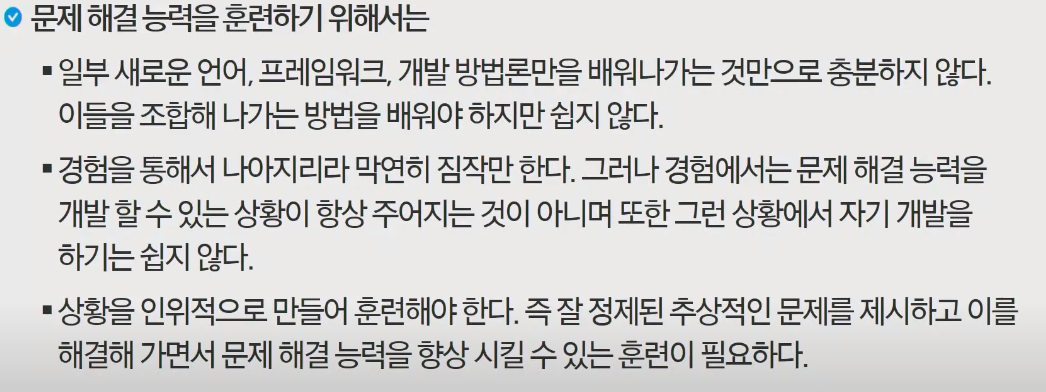 문제 해결 능력을 훈련하기 위해서는
▪ 일부 새로운 언어, 프레임워크, 개발 방법론만을 배워나가는 것만으로 충분하지 않다.
이들을 조합해 나가는 방법을 배워야 하지만 쉽지 않다.
▪ 경험을 통해서 나아지리라 막연히 짐작만 한다. 그러나 경험에서는 문제 해결 능력을
개발 할 수 있는 상황이 항상 주어지는 것이 아니며 또한 그런 상황에서 자기 개발을
하기는 쉽지 않다.
▪ 상황을 인위적으로 만들어 훈련해야 한다. 즉 잘 정제된 추상적인 문제를 제시하고 이를
해결해 가면서 문제 해결 능력을 향상 시킬 수 있는 훈련이 필요하다.